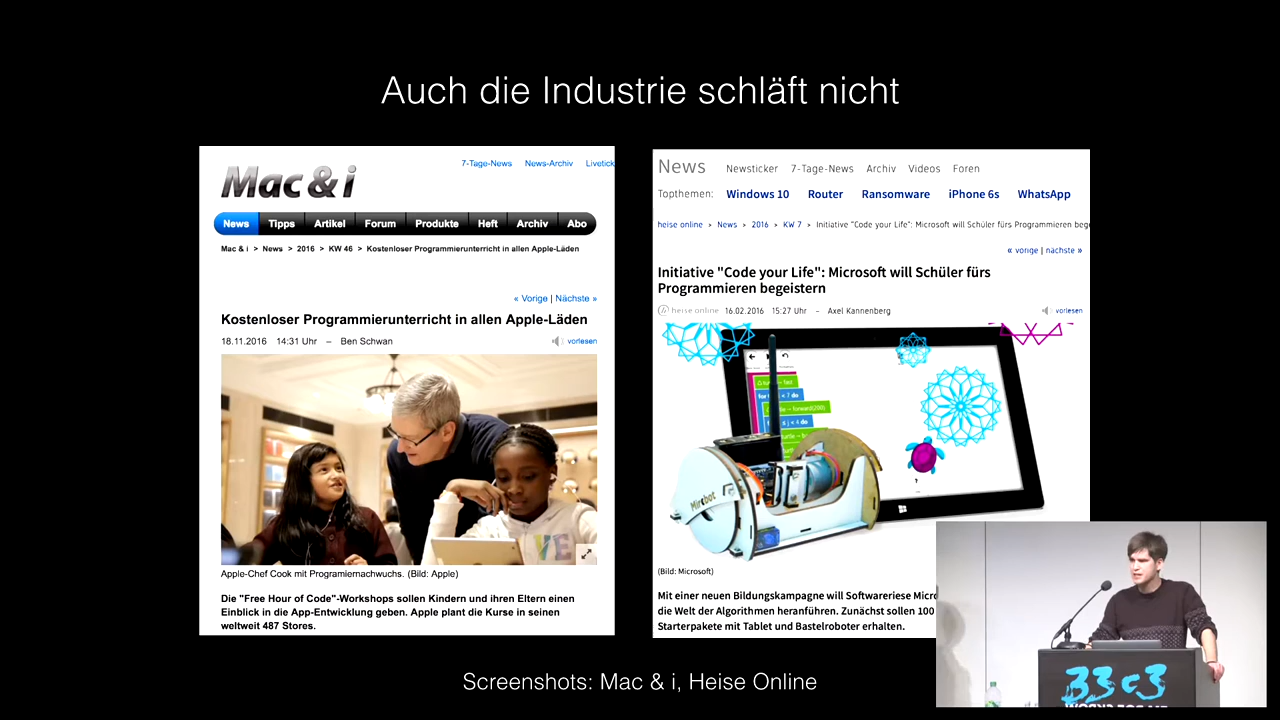 Auch die Industrie schläft nicht
Mac & i
7-Tage-News News-Archiv Livetick
News Tipps Artikel Forum Produkte Heft Archiv Abo
Mac & i > News > 2016 > KW 46 > Kostenloser Programmierunterricht in allen Apple-Läden
« Vorige | Nächste »
Kostenloser Programmierunterricht in allen Apple-Läden
18.11.2016 14:31 Uhr – Ben Schwan
vorlesen
Apple-Chef Cook mit Programiernachwuchs. (Bild: Apple)
Die "Free Hour of Code"-Workshops sollen Kindern und ihren Eltern einen
Einblick in die App-Entwicklung geben. Apple plant die Kurse in seinen
weltweit 487 Stores.
News Newsticker 7-Tage-News Archiv Videos Foren
Topthemen: Windows 10 Router Ransomware iPhone 6s WhatsApp
heise online > News > 2016 > KW 7 > Initiative "Code your Life": Microsoft will Schüler fürs Programmieren bege
« vorige | nächste »
Initiative "Code your Life": Microsoft will Schüler fürs
Programmieren begeistern
heise online 16.02.2016 15:27 Uhr – Axel Kannenberg
vorlesen
forward(200)
Mirobot
(Bild: Microsoft)
Mit einer neuen Bildungskampagne will Softwareriese Micro
die Welt der Algorithmen heranführen. Zunächst sollen 100
Starterpakete mit Tablet und Bastelroboter erhalten.
33c3
Screenshots: Mac & i, Heise Online